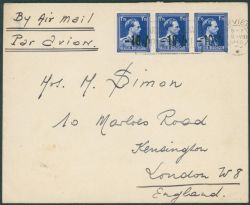 By Air Mail
Par Avion.
Mrs. M. Simon
10 Marloes Road
Kensington
London W8
England.